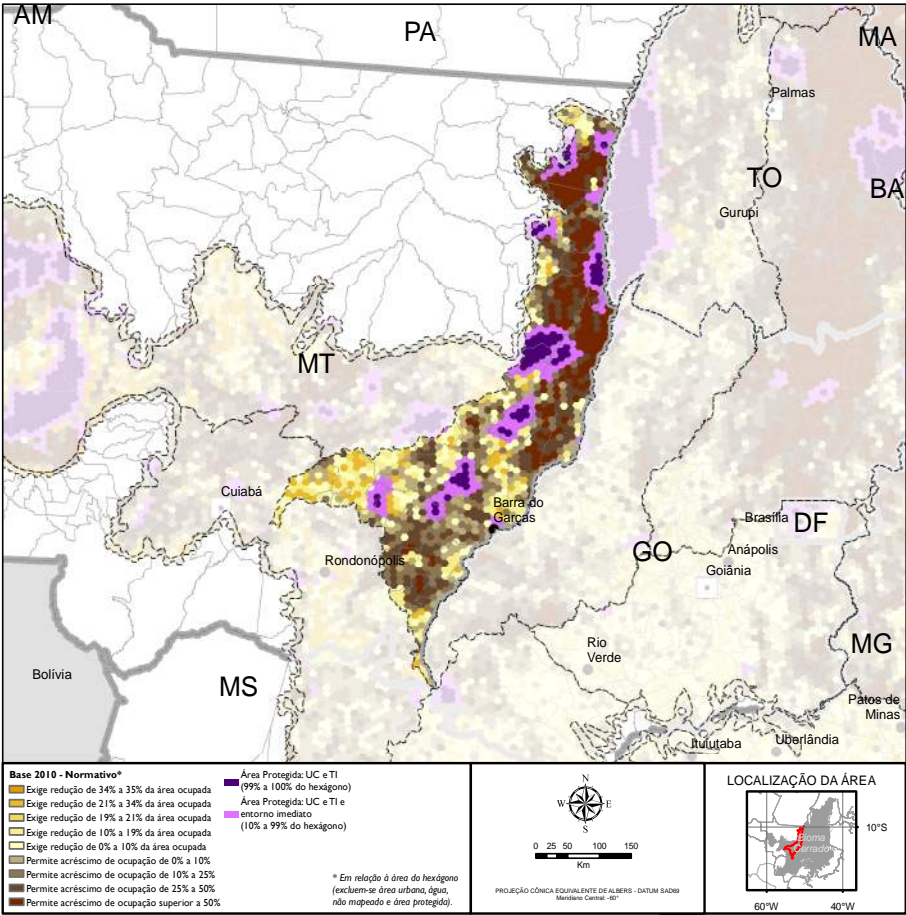 AM
PA
MA
Palmas
TO
BA
Gurupi
MT
Cuiabá
Barra do
Garças
Brasília
DF
Anápolis
GO
Goiânia
Rondonópolis
Rio
Verde
MG
Bolívia
MS
Patos de
Minas
Ituiutaba
Uberlândia
Base 2010 - Normativo*
Exige redução de 34% a 35% da área ocupada
Exige redução de 21% a 34% da área ocupada
Exige redução de 19% a 21% da área ocupada
Exige redução de 10% a 19% da área ocupada
Exige redução de 0% a 10% da área ocupada
Permite acréscimo de ocupação de 0% a 10%
Permite acréscimo de ocupação de 10% a 25%
Permite acréscimo de ocupação de 25% a 50%
Permite acréscimo de ocupação superior a 50%
Área Protegida: UC e TI
(99% a 100% do hexágono)
Área Protegida: UC e TI e
entorno imediato
(10% a 99% do hexágono)
* Em relação à área do hexágono
(excluem-se área urbana, água,
não mapeado e área protegida).
N
W E
S
0 25 50 100 150
Km
PROJEÇÃO CÔNICA EQUIVALENTE DE ALBERS - DATUM SAD69
Meridiano Central: -60°
LOCALIZAÇÃO DA ÁREA
10°S
Bioma
Cerrado
60°W 40°W